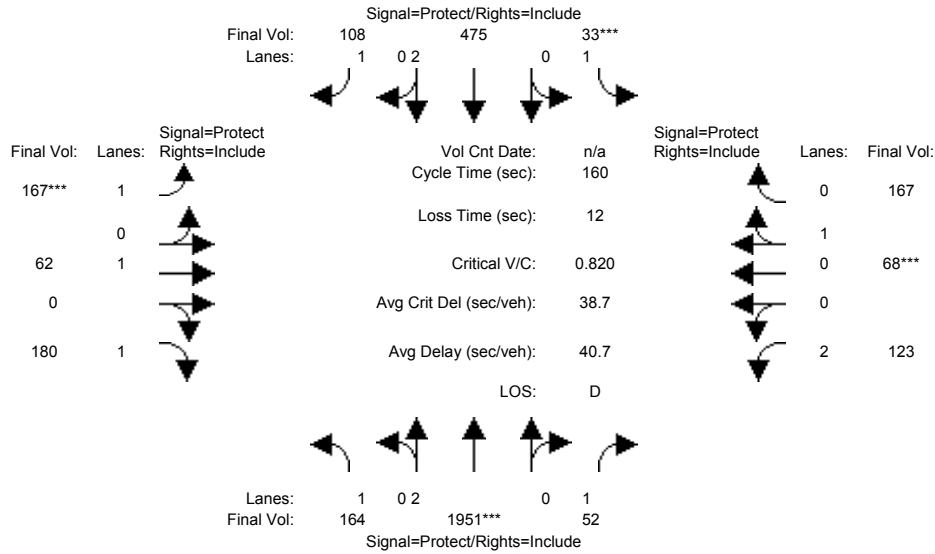 Signal=Protect/Rights=Include
Final Vol: 108 475 33***
Lanes: 1 0 2 0 1
Signal=Protect Signal=Protect
Final Vol: Lanes: Rights=Include Vol Cnt Date: n/a Rights=Include Lanes: Final Vol:
Cycle Time (sec): 160
167*** 1 0 167
Loss Time (sec): 12
0 1
62 1 Critical V/C: 0.820 0 68***
0 0 Avg Crit Del (sec/veh): 38.7 0
180 1 Avg Delay (sec/veh): 40.7 2 123
LOS: D
Lanes: 1 0 2 0 1
Final Vol: 164 1951*** 52
Signal=Protect/Rights=Include